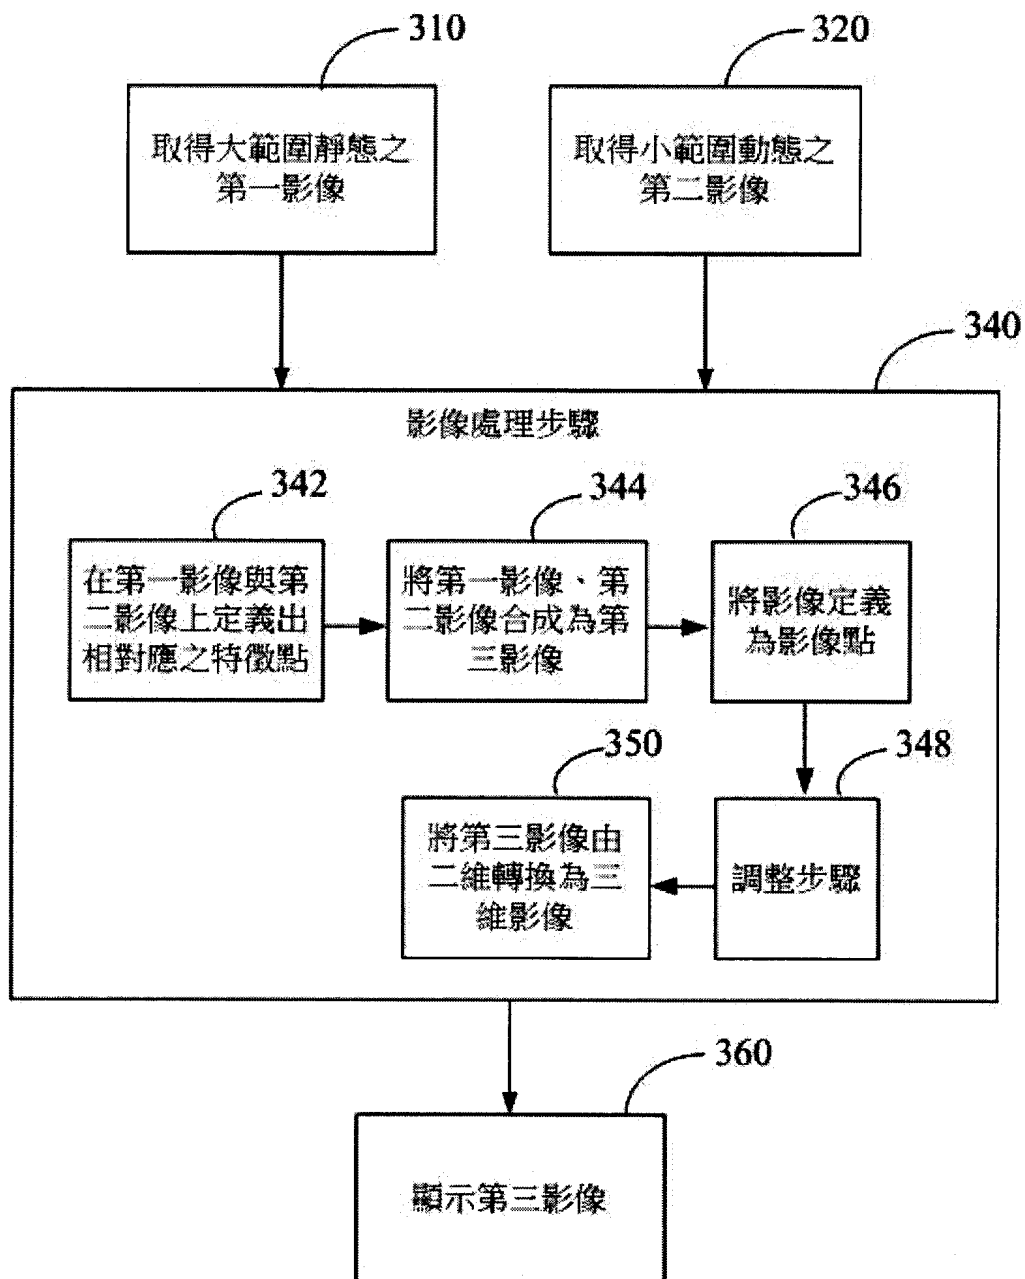 310
取得大範圍靜態之
第一影像
320
取得小範圍動態之
第二影像
340
影像處理步驟
342
在第一影像與第
二影像上定義出
相對應之特徵點
344
將第一影像、第
二影像合成為第
三影像
346
將影像定義
為影像點
348
調整步驟
350
將第三影像由
二維轉換為三
維影像
360
顯示第三影像